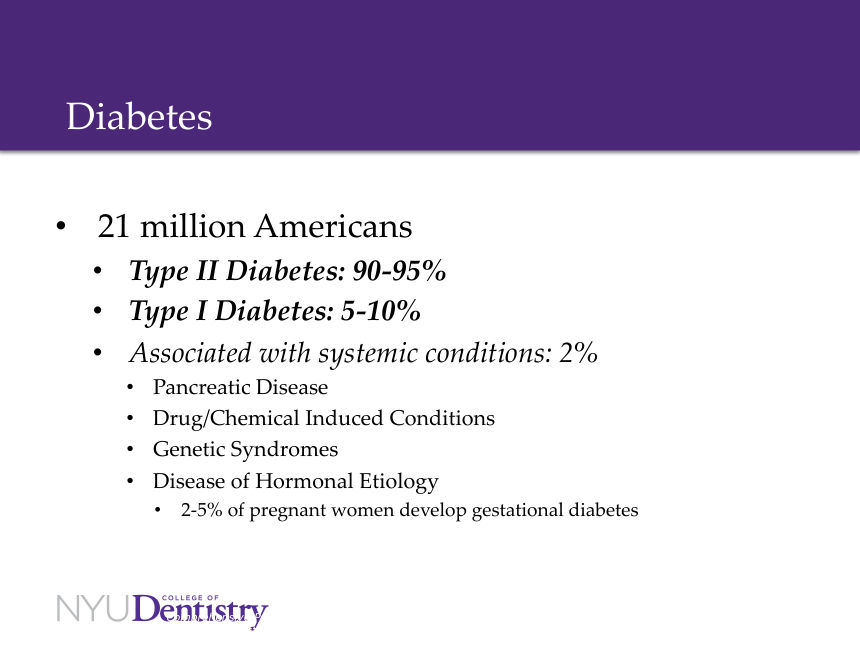 Diabetes
• 21 million Americans
• Type II Diabetes: 90-95%
• Type I Diabetes: 5-10%
• Associated with systemic conditions: 2%
• Pancreatic Disease
• Drug/Chemical Induced Conditions
• Genetic Syndromes
• Disease of Hormonal Etiology
• 2-5% of pregnant women develop gestational diabetes
COLLEGE OF
NYU Dentistry